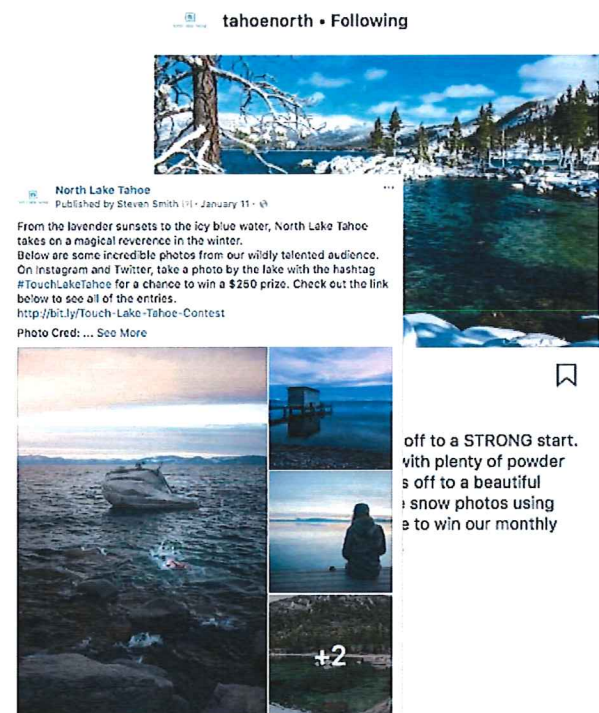 tahoenorth • Following
North Lake Tahoe
Published by Steven Smith · January 11 ·
From the lavender sunsets to the icy blue water, North Lake Tahoe
takes on a magical reverence in the winter.
Below are some incredible photos from our wildly talented audience.
On Instagram and Twitter, take a photo by the lake with the hashtag
#TouchLakeTahoe for a chance to win a $250 prize. Check out the link
below to see all of the entries.
http://bit.ly/Touch-Lake-Tahoe-Contest
Photo Cred: ... See More
+2
off to a STRONG start.
with plenty of powder
s off to a beautiful
snow photos using
e to win our monthly